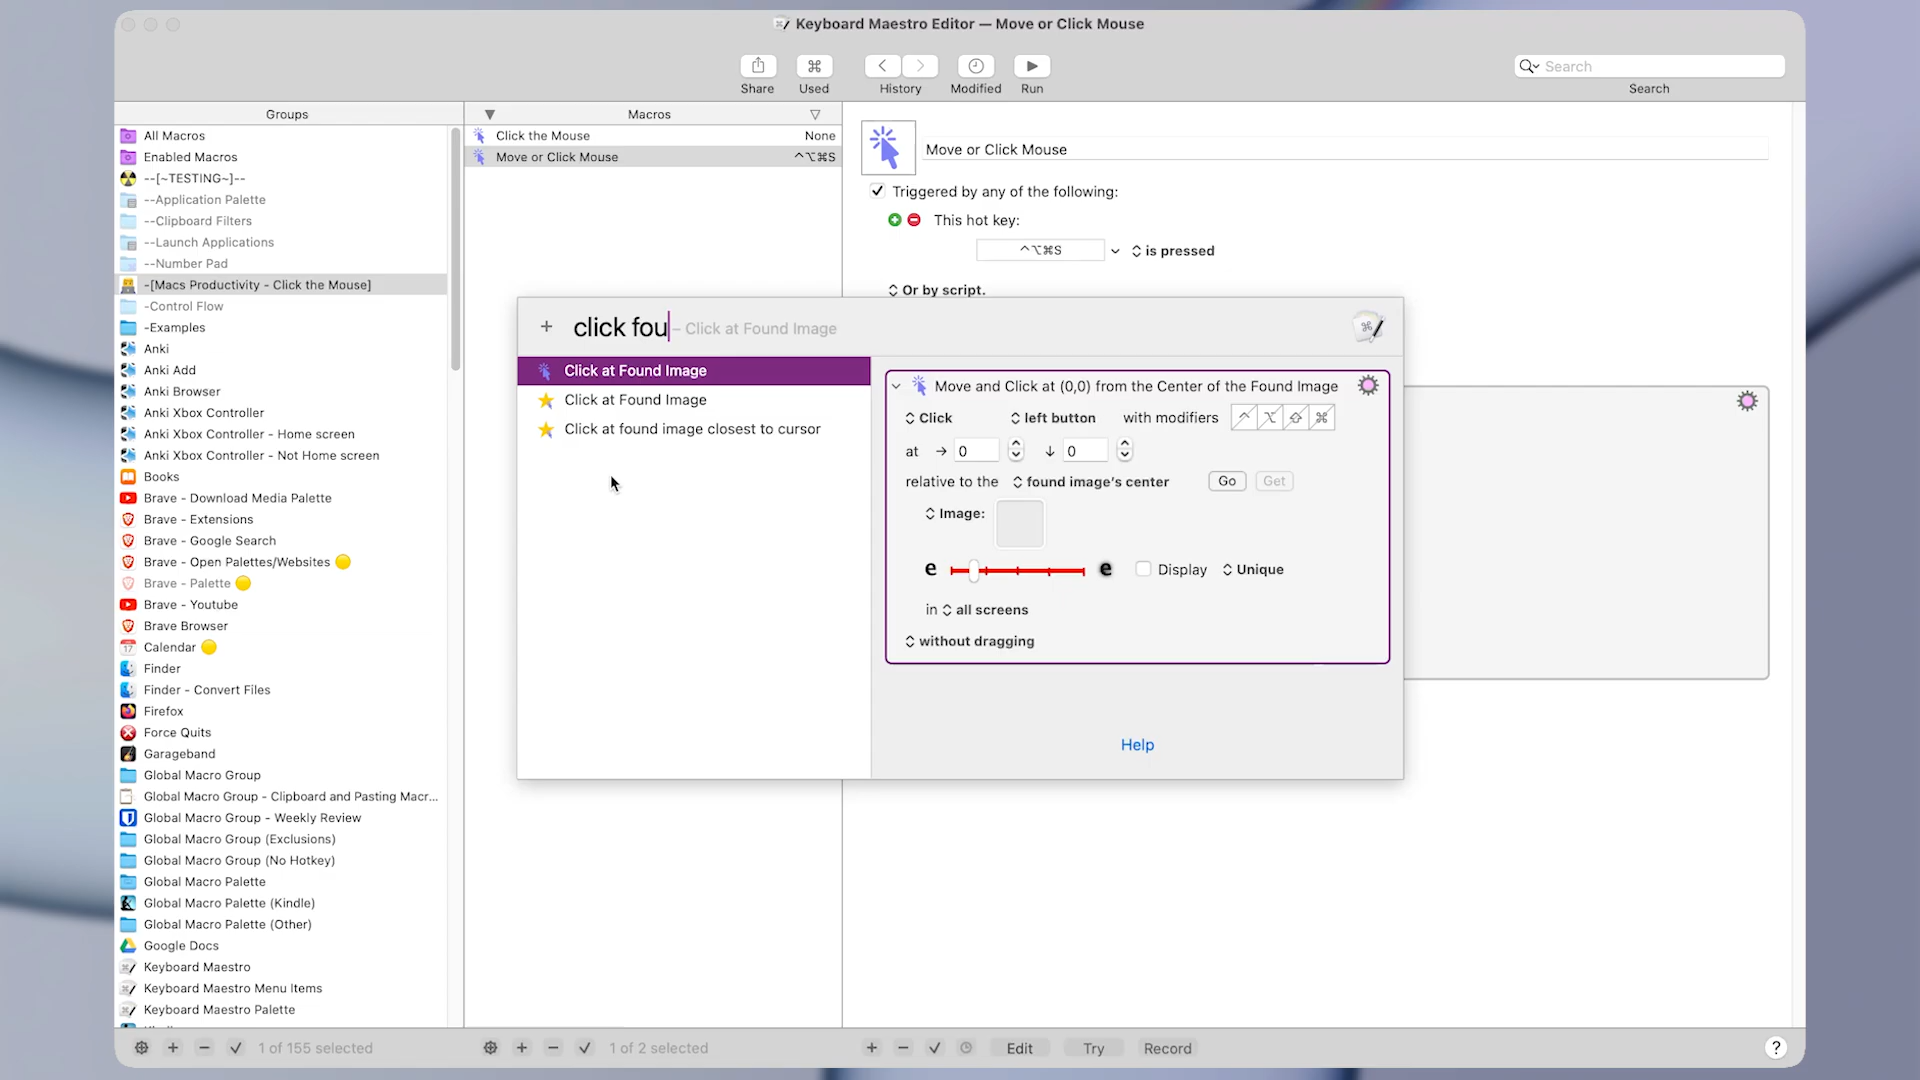 Keyboard Maestro Editor — Move or Click Mouse
Share
Used
History
Modified
Run
Search
Search
Groups
All Macros
Enabled Macros
--[~TESTING~]--
--Application Palette
--Clipboard Filters
--Launch Applications
--Number Pad
-[Macs Productivity - Click the Mouse]
-Control Flow
-Examples
Anki
Anki Add
Anki Browser
Anki Xbox Controller
Anki Xbox Controller - Home screen
Anki Xbox Controller - Not Home screen
Books
Brave - Download Media Palette
Brave - Extensions
Brave - Google Search
Brave - Open Palettes/Websites
Brave - Palette
Brave - Youtube
Brave Browser
Calendar
Finder
Finder - Convert Files
Firefox
Force Quits
Garageband
Global Macro Group
Global Macro Group - Clipboard and Pasting Macr...
Global Macro Group - Weekly Review
Global Macro Group (Exclusions)
Global Macro Group (No Hotkey)
Global Macro Palette
Global Macro Palette (Kindle)
Global Macro Palette (Other)
Google Docs
Keyboard Maestro
Keyboard Maestro Menu Items
Keyboard Maestro Palette
1 of 155 selected
Macros
Click the Mouse None
Move or Click Mouse ^⌥⌘S
1 of 2 selected
Move or Click Mouse
Triggered by any of the following:
This hot key:
^⌥⌘S is pressed
Or by script.
click fou – Click at Found Image
Click at Found Image
Click at Found Image
Click at found image closest to cursor
Move and Click at (0,0) from the Center of the Found Image
Click left button with modifiers ^ ⌥ ⇧ ⌘
at → 0 ↓ 0
relative to the found image's center Go Get
Image:
e e Display Unique
in all screens
without dragging
Help
Edit Try Record ?